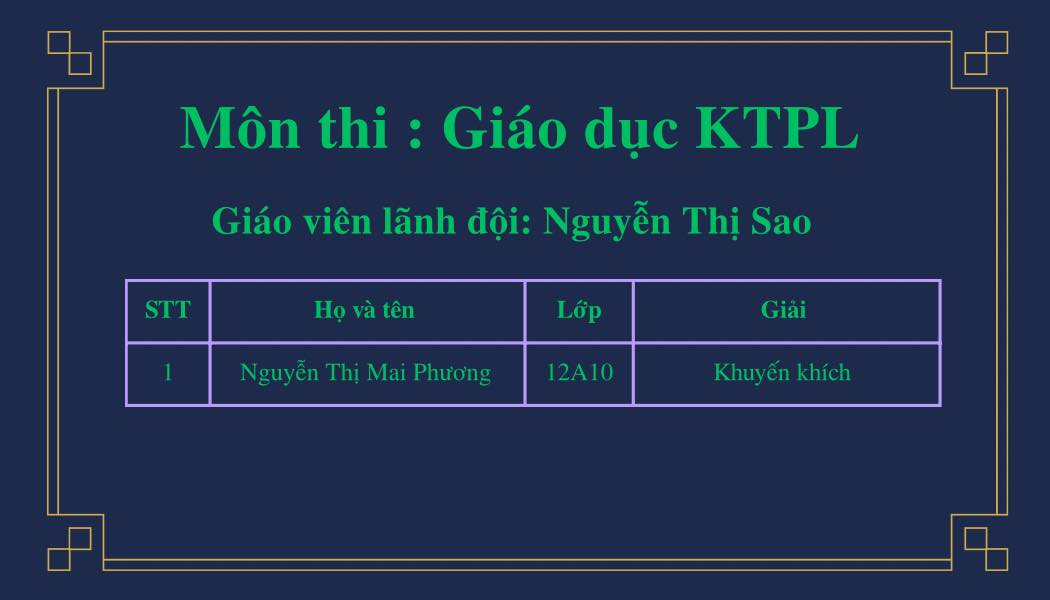 Môn thi : Giáo dục KTPL
Giáo viên lãnh đội: Nguyễn Thị Sao
STT Họ và tên Lớp Giải
1 Nguyễn Thị Mai Phương 12A10 Khuyến khích